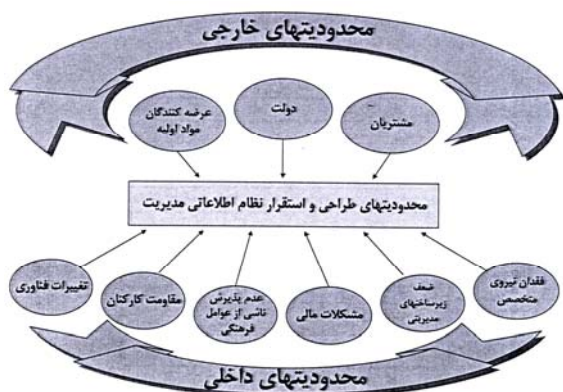 محدودیتهای خارجی
عرضه کنندگان
مواد اولیه
دولت
مشتریان
محدودیتهای طراحی و استقرار نظام اطلاعاتی مدیریت
تغییرات فناوری
مقاومت کارکنان
عدم پذیرش
ناشی از عوامل
فرهنگی
مشکلات مالی
ضعف
زیرساختهای
مدیریتی
فقدان نیروی
متخصص
محدودیتهای داخلی